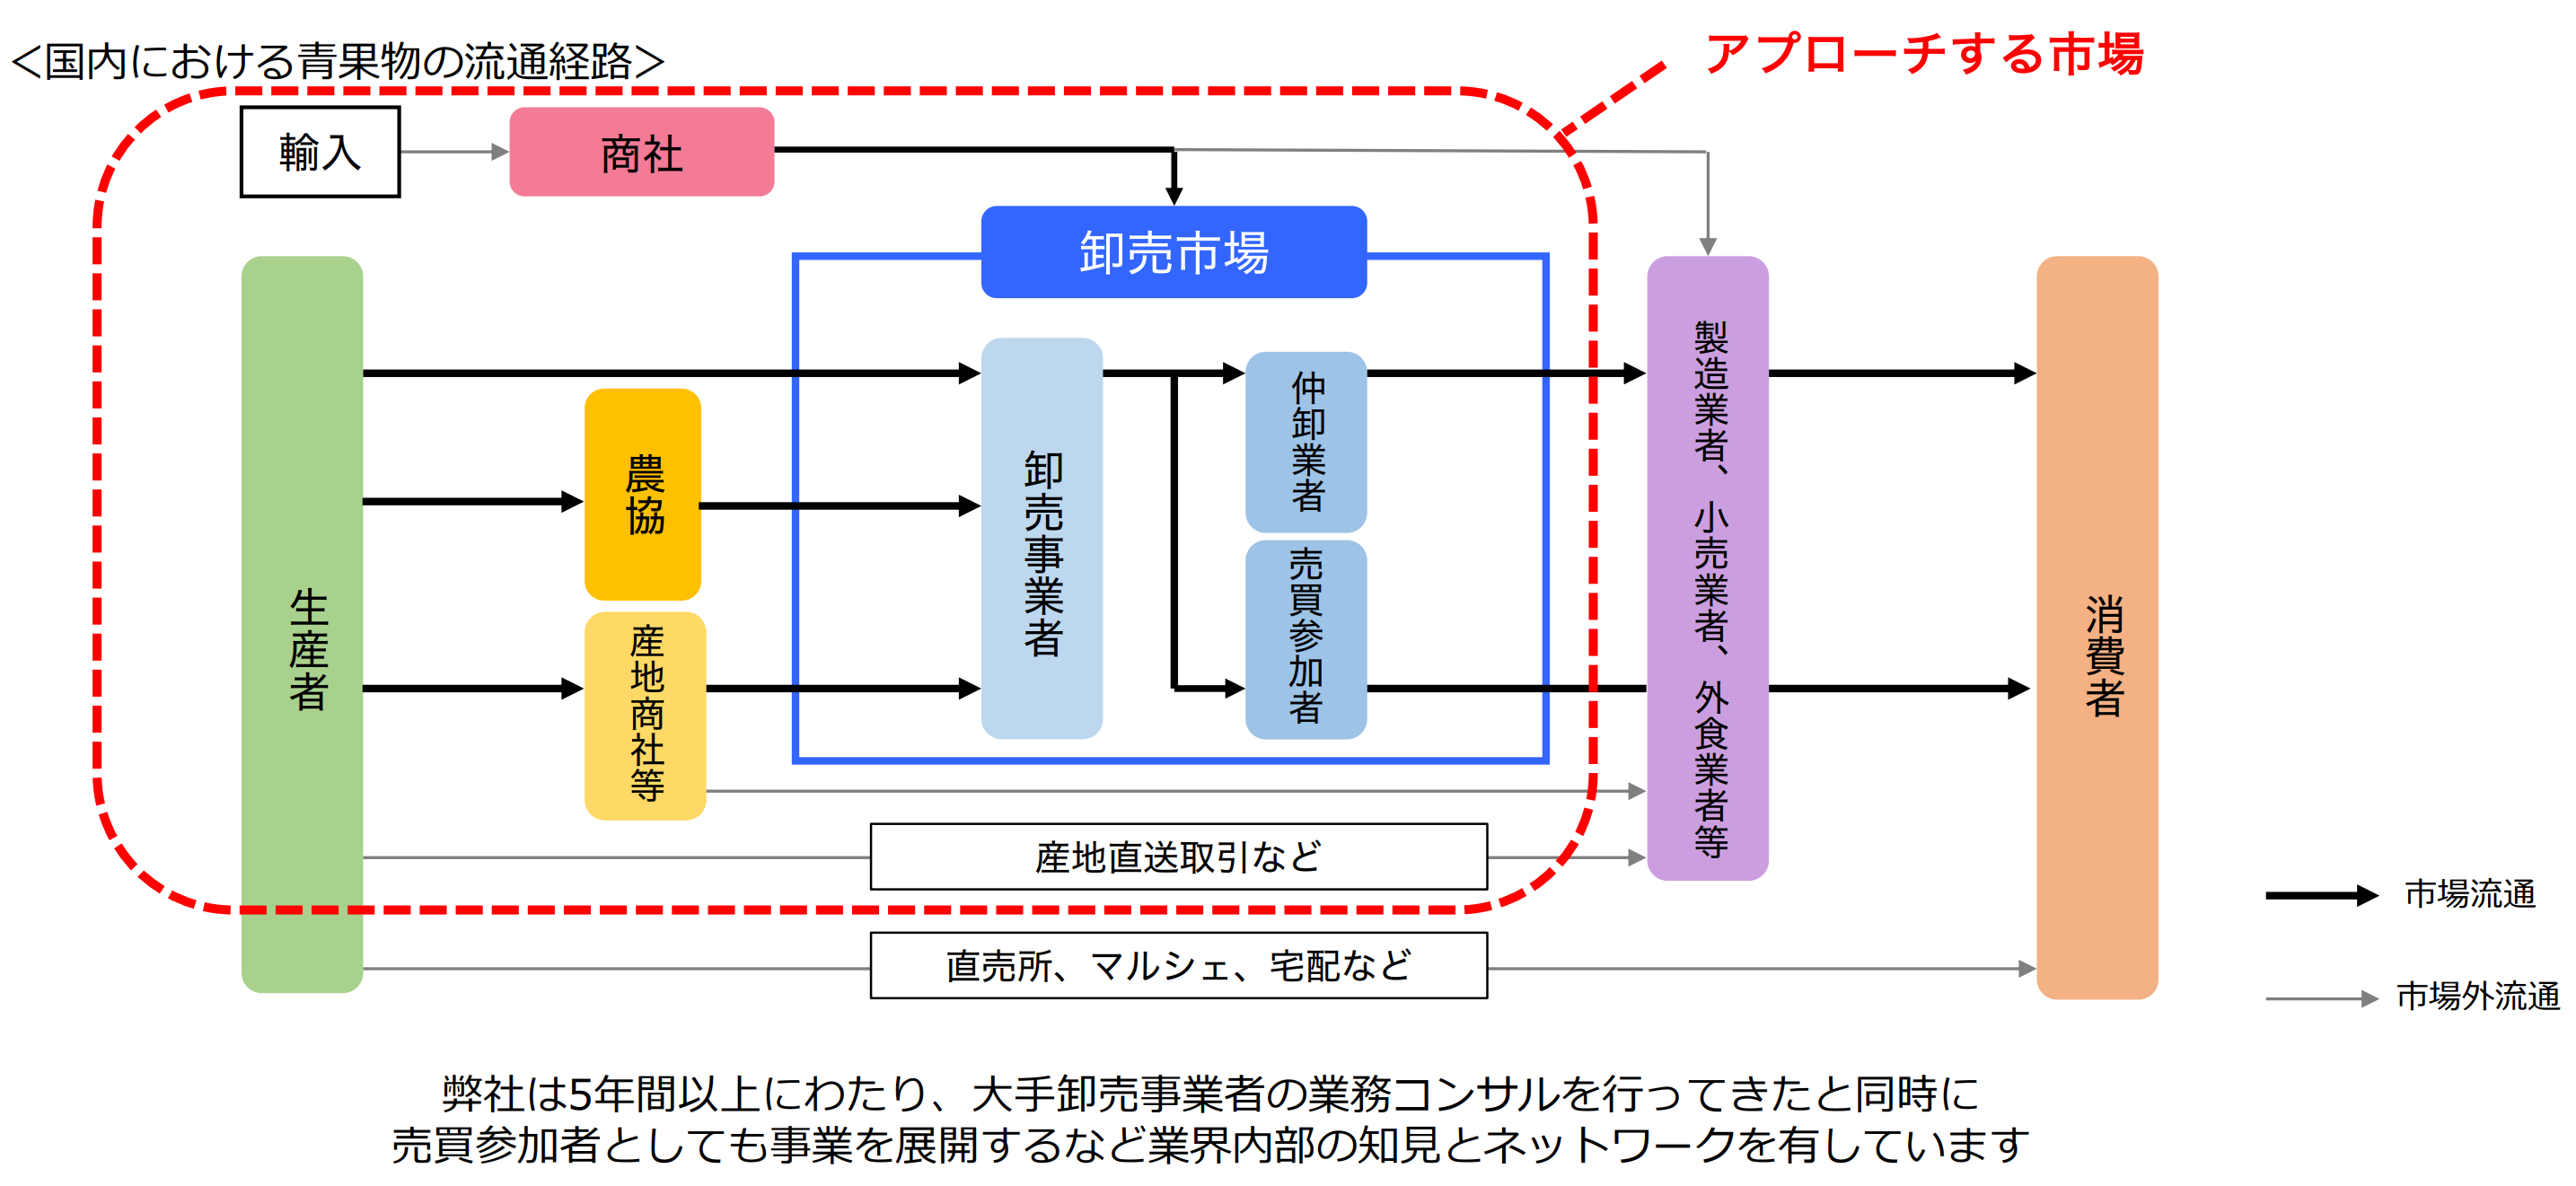 ＜国内における青果物の流通経路＞
アプローチする市場
輸入
商社
卸売市場
生産者
農協
産地商社等
卸売事業者
仲卸業者
売買参加者
製造業者、小売業者、外食業者等
消費者
産地直送取引など
直売所、マルシェ、宅配など
市場流通
市場外流通
弊社は5年間以上にわたり、大手卸売事業者の業務コンサルを行ってきたと同時に
売買参加者としても事業を展開するなど業界内部の知見とネットワークを有しています